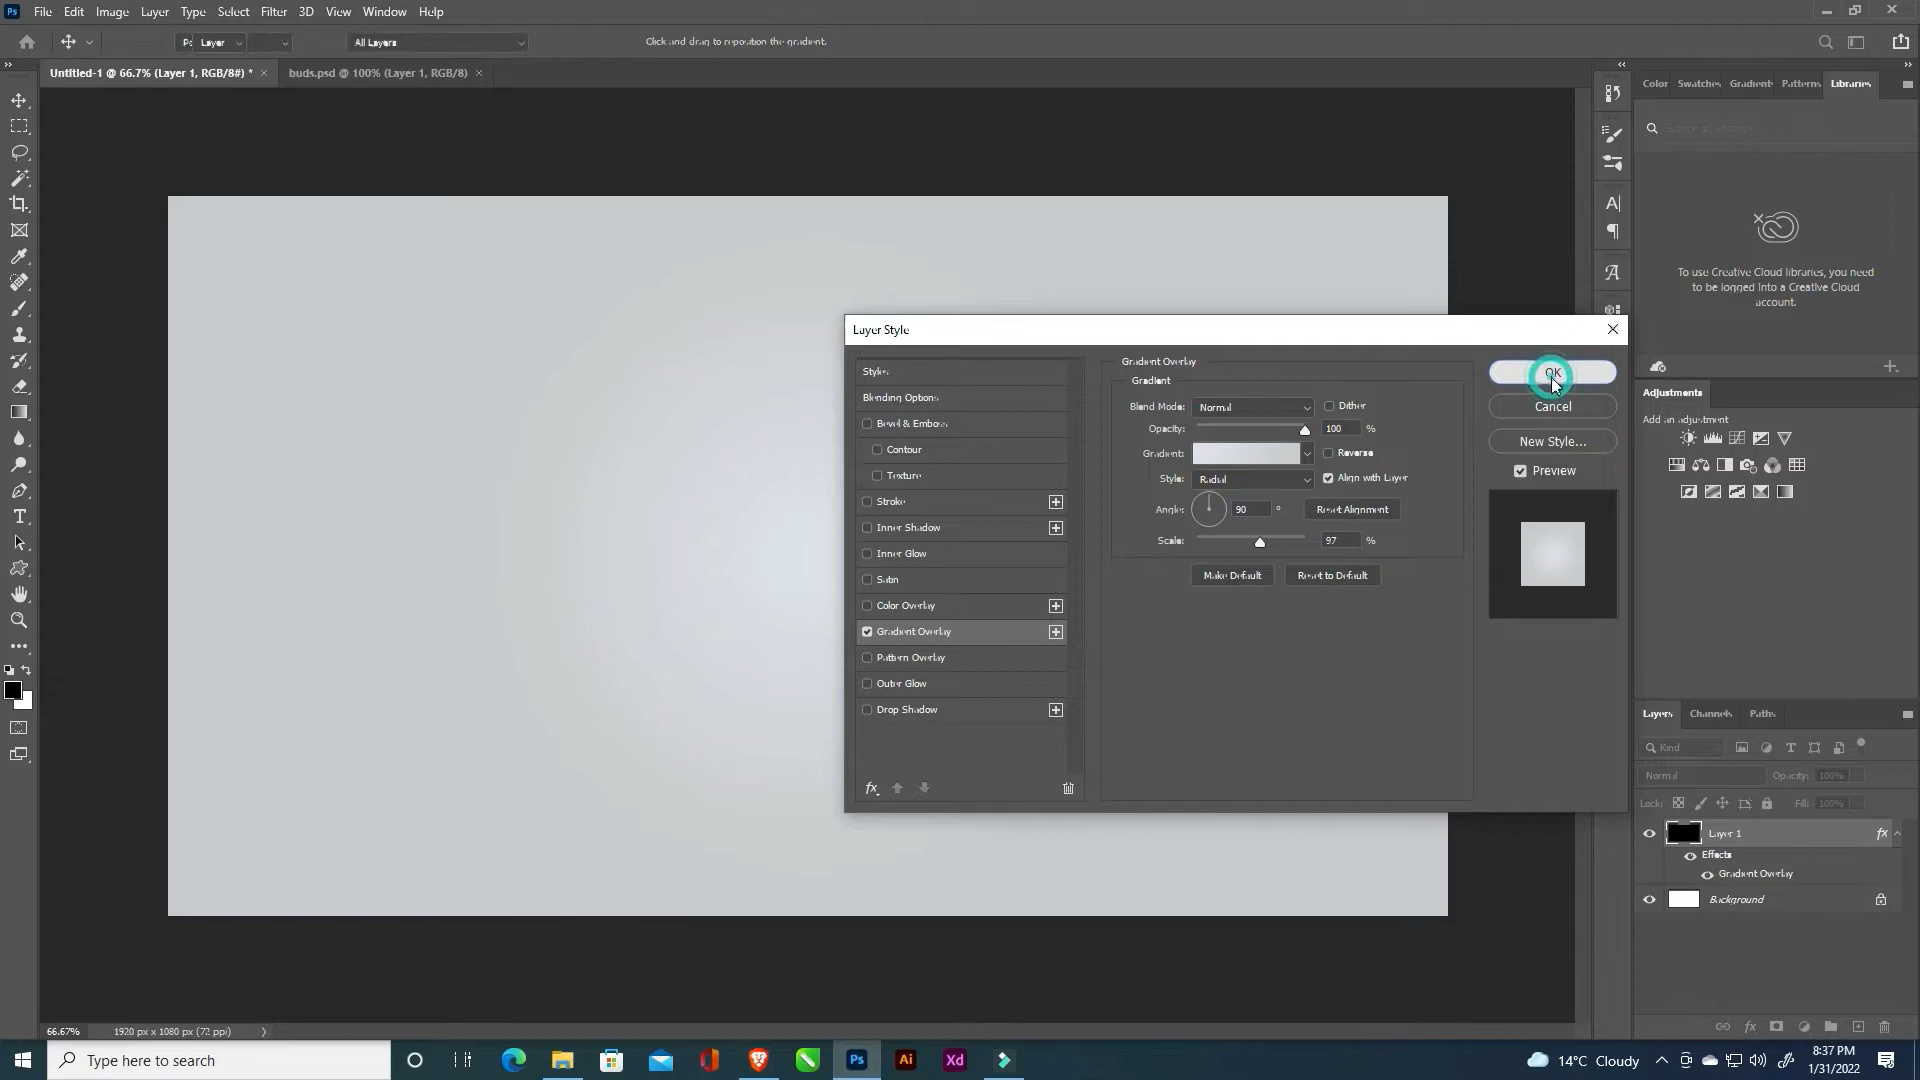 Ps File Edit Image Layer Type Select Filter 3D View Window Help
Layer All Layers Click and drag to reposition the gradient.
Untitled-1 @ 66.7% (Layer 1, RGB/8#) * × buds.psd @ 100% (Layer 1, RGB/8) ×
Color Swatches Gradients Patterns Libraries
To use Creative Cloud libraries, you need
to be logged into a Creative Cloud
account.
Layer Style
Styles
Blending Options
Bevel & Emboss
Contour
Texture
Stroke
Inner Shadow
Inner Glow
Satin
Color Overlay
Gradient Overlay
Pattern Overlay
Outer Glow
Drop Shadow
fx
Gradient Overlay
Gradient
Blend Mode: Normal Dither
Opacity: 100 %
Gradient: Reverse
Style: Radial Align with Layer
Angle: 90 ° Reset Alignment
Scale: 97 %
Make Default Reset to Default
OK
Cancel
New Style...
Preview
Adjustments
Add an adjustment
Layers Channels Paths
Kind
Normal Opacity: 100%
Lock: Fill: 100%
Layer 1 fx
Effects
Gradient Overlay
Background
fx
66.67% 1920 px x 1080 px (72 ppi)
Type here to search
Ps Ai Xd
14°C Cloudy
8:37 PM
1/31/2022